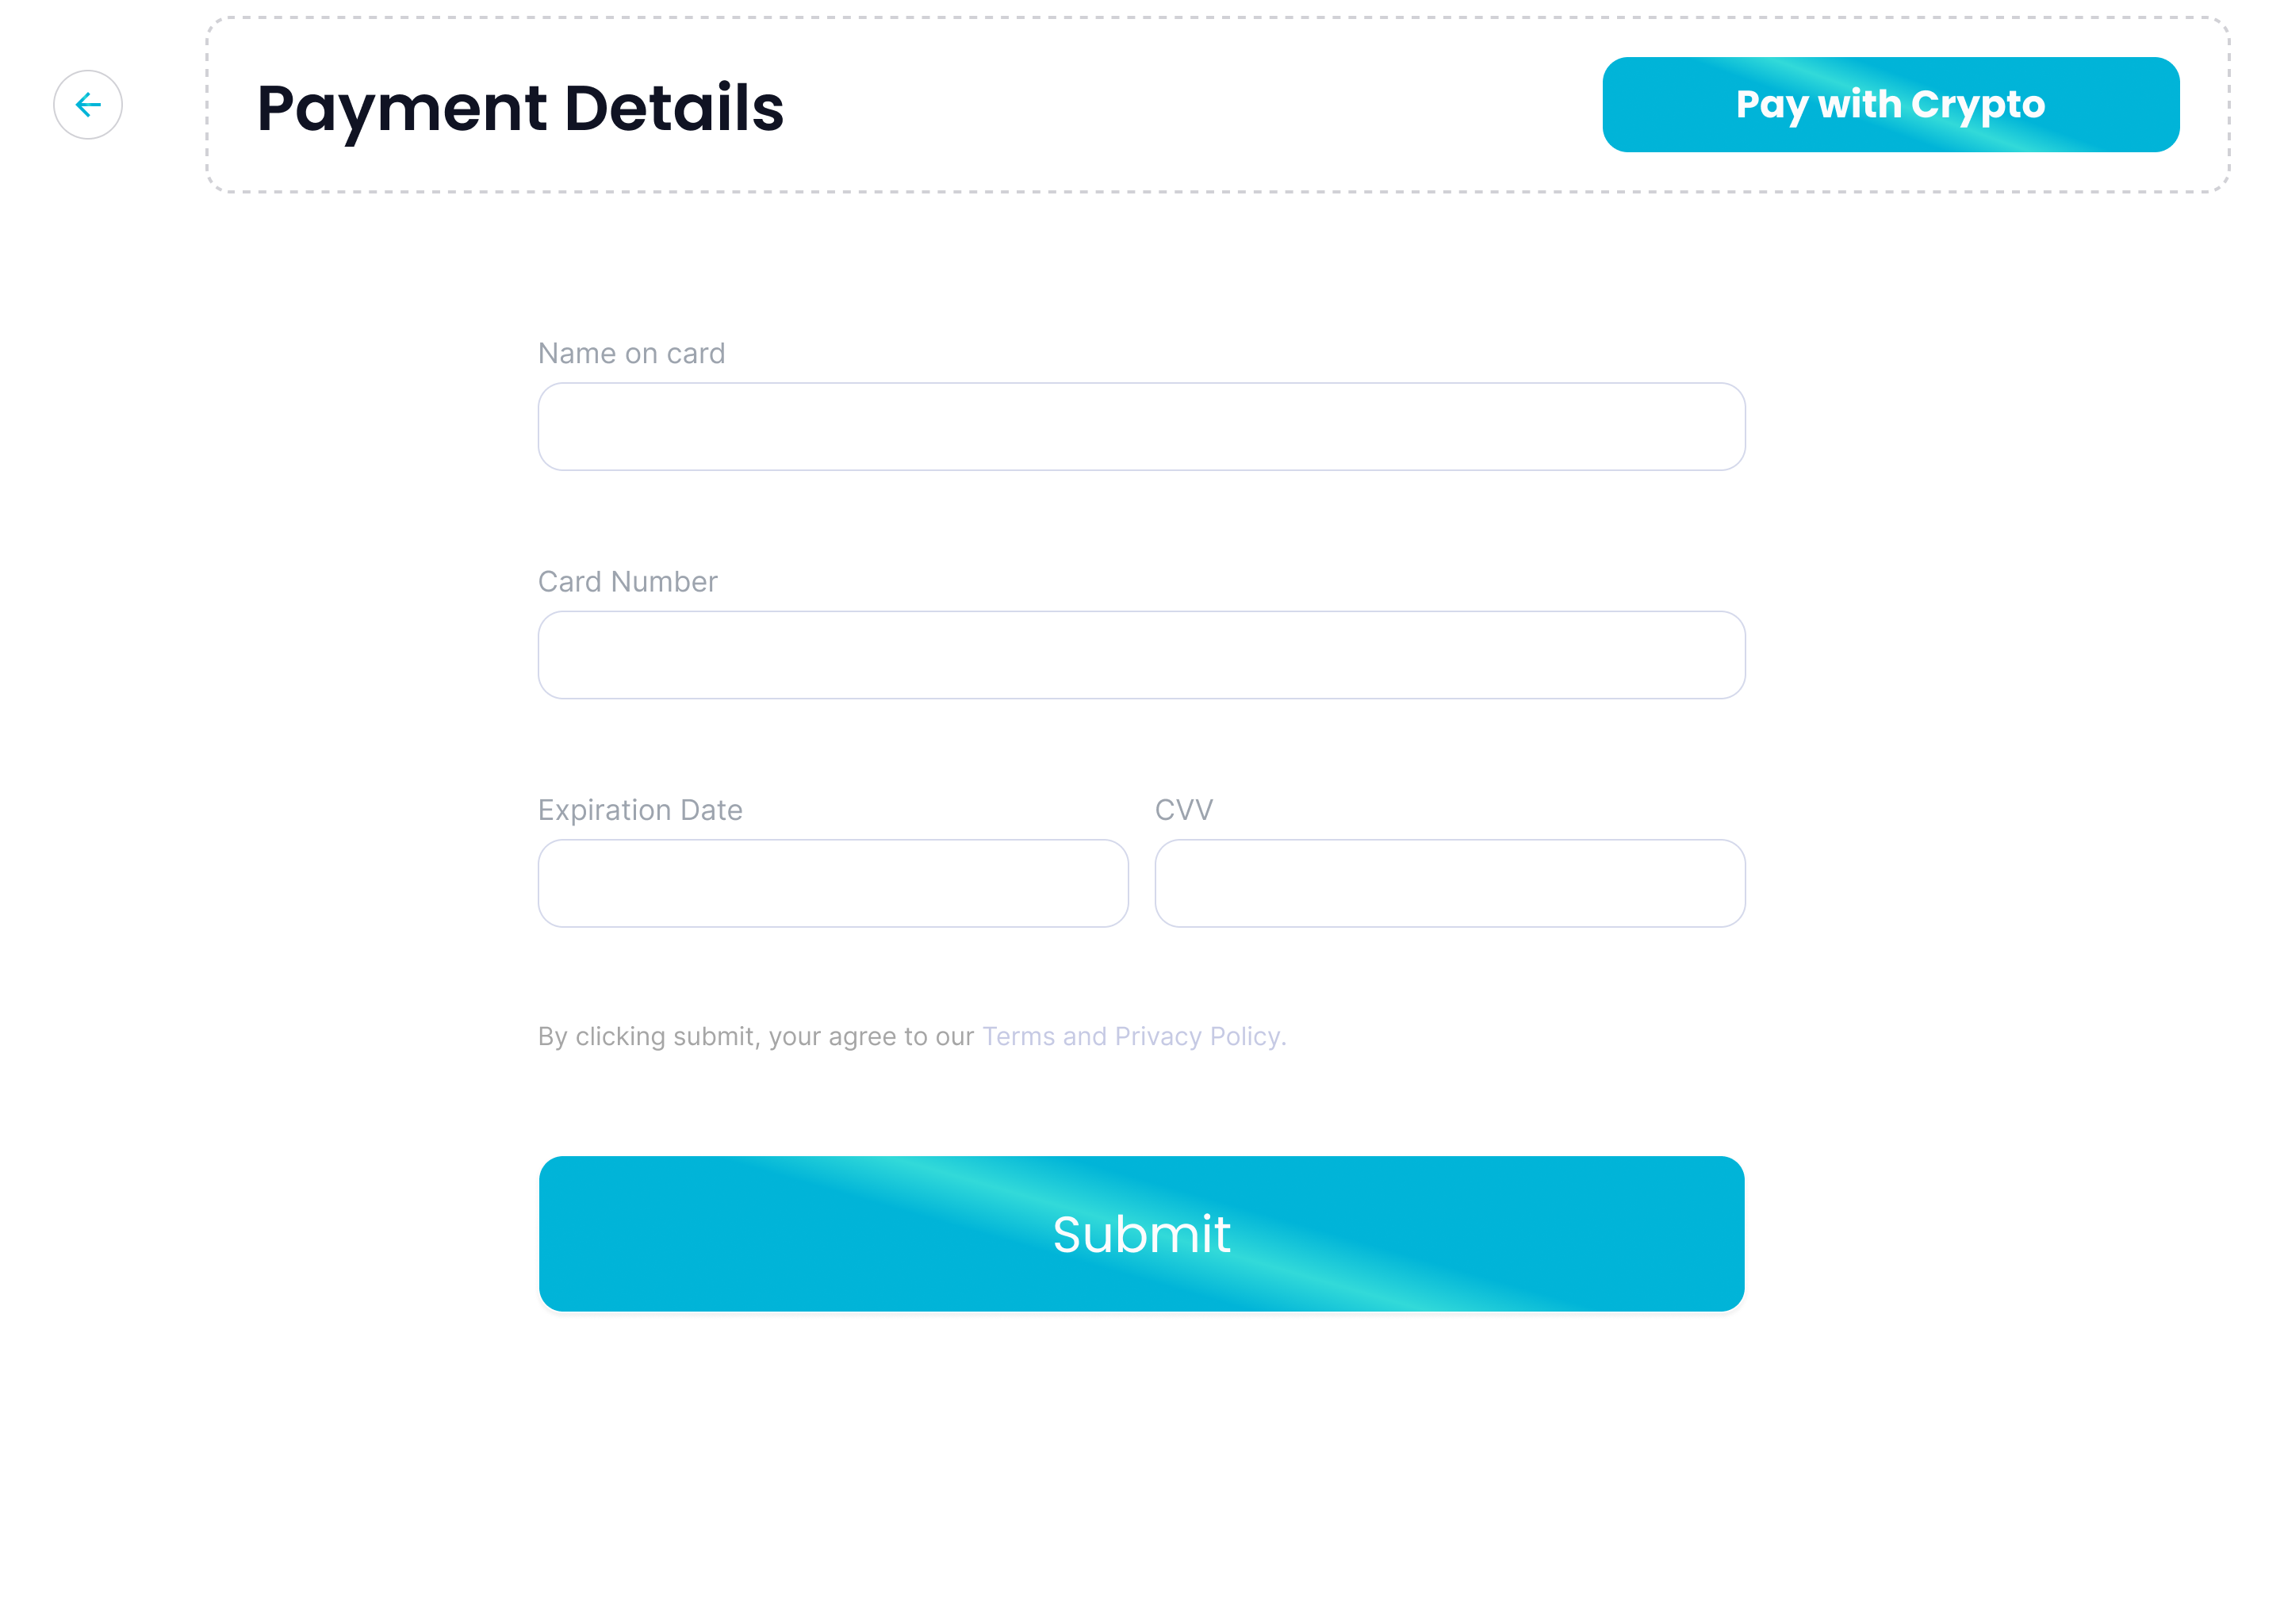 Payment Details
Pay with Crypto
Name on card
Card Number
Expiration Date
CVV
By clicking submit, your agree to our Terms and Privacy Policy.
Submit